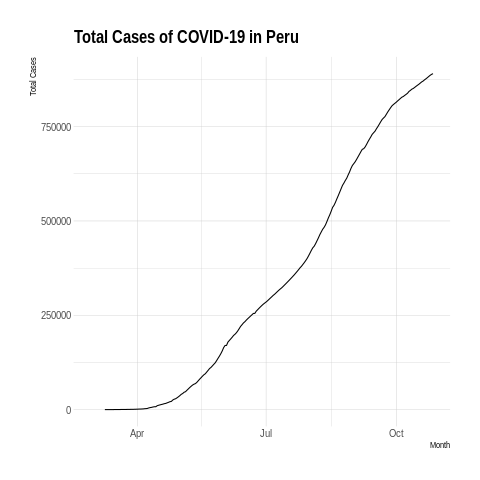 Total Cases of COVID-19 in Peru
Total Cases
750000
500000
250000
0
Apr Jul Oct
Month